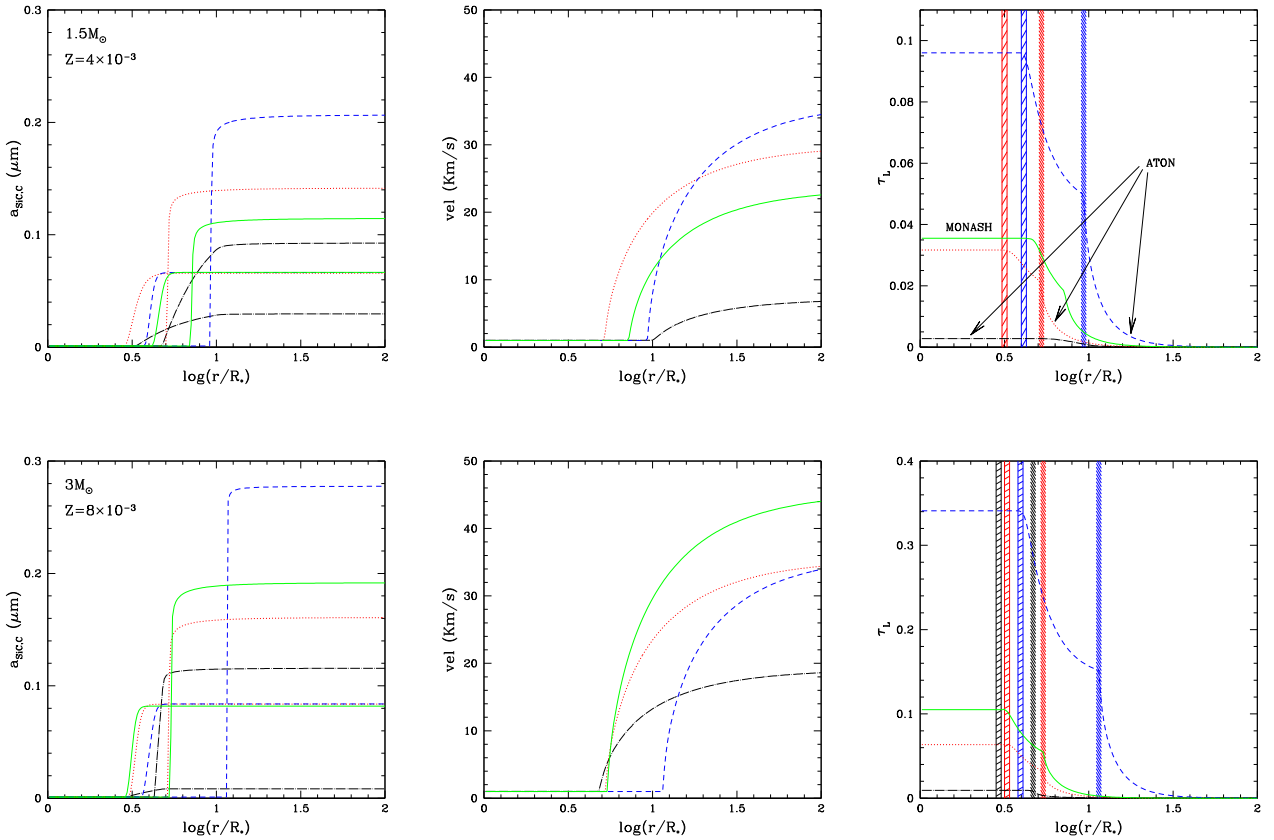 0.3
0.2
0.1
0
a_SiC,C (μm)
1.5M⊙
Z=4×10⁻³
0 0.5 1 1.5 2
log(r/R*)
50
40
30
20
10
0
vel (Km/s)
0 0.5 1 1.5 2
log(r/R*)
0.1
0.08
0.06
0.04
0.02
0
τ_L
ATON
MONASH
0 0.5 1 1.5 2
log(r/R*)
0.3
0.2
0.1
0
a_SiC,C (μm)
3M⊙
Z=8×10⁻³
0 0.5 1 1.5 2
log(r/R*)
50
40
30
20
10
0
vel (Km/s)
0 0.5 1 1.5 2
log(r/R*)
0.4
0.3
0.2
0.1
0
τ_L
0 0.5 1 1.5 2
log(r/R*)